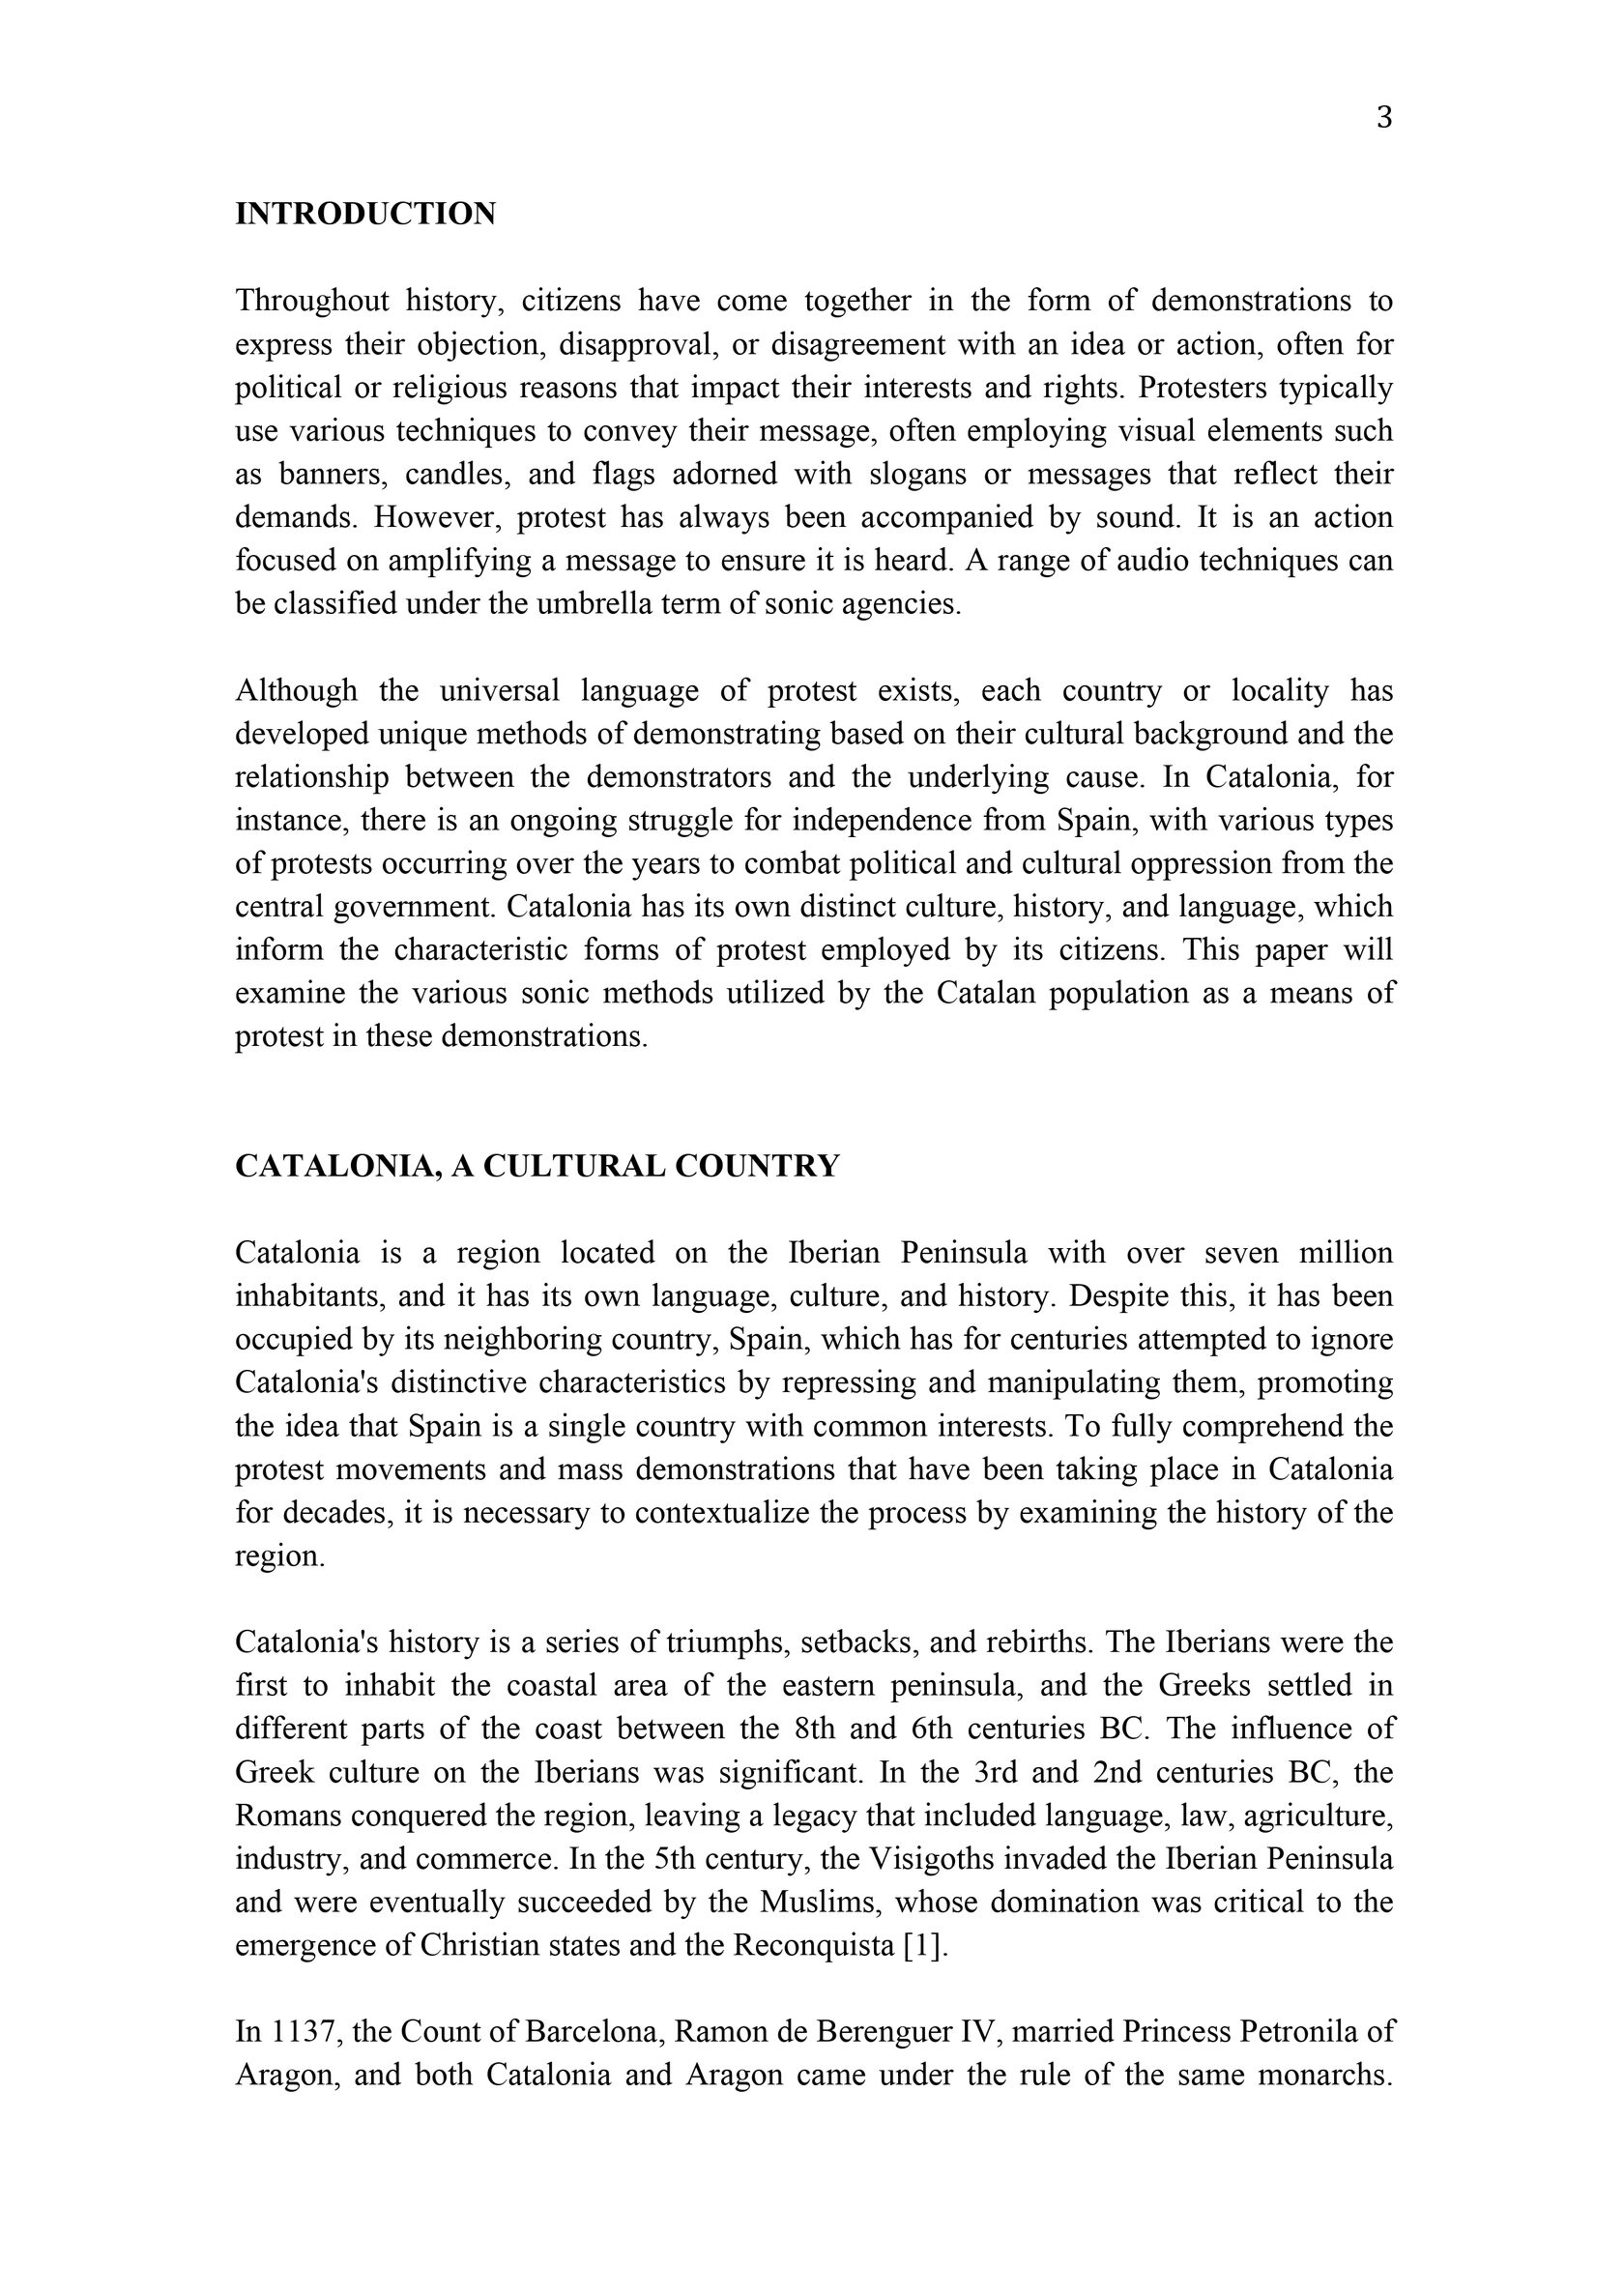 3
INTRODUCTION
Throughout history, citizens have come together in the form of demonstrations to
express their objection, disapproval, or disagreement with an idea or action, often for
political or religious reasons that impact their interests and rights. Protesters typically
use various techniques to convey their message, often employing visual elements such
as banners, candles, and flags adorned with slogans or messages that reflect their
demands. However, protest has always been accompanied by sound. It is an action
focused on amplifying a message to ensure it is heard. A range of audio techniques can
be classified under the umbrella term of sonic agencies.
Although the universal language of protest exists, each country or locality has
developed unique methods of demonstrating based on their cultural background and the
relationship between the demonstrators and the underlying cause. In Catalonia, for
instance, there is an ongoing struggle for independence from Spain, with various types
of protests occurring over the years to combat political and cultural oppression from the
central government. Catalonia has its own distinct culture, history, and language, which
inform the characteristic forms of protest employed by its citizens. This paper will
examine the various sonic methods utilized by the Catalan population as a means of
protest in these demonstrations.
CATALONIA, A CULTURAL COUNTRY
Catalonia is a region located on the Iberian Peninsula with over seven million
inhabitants, and it has its own language, culture, and history. Despite this, it has been
occupied by its neighboring country, Spain, which has for centuries attempted to ignore
Catalonia's distinctive characteristics by repressing and manipulating them, promoting
the idea that Spain is a single country with common interests. To fully comprehend the
protest movements and mass demonstrations that have been taking place in Catalonia
for decades, it is necessary to contextualize the process by examining the history of the
region.
Catalonia's history is a series of triumphs, setbacks, and rebirths. The Iberians were the
first to inhabit the coastal area of the eastern peninsula, and the Greeks settled in
different parts of the coast between the 8th and 6th centuries BC. The influence of
Greek culture on the Iberians was significant. In the 3rd and 2nd centuries BC, the
Romans conquered the region, leaving a legacy that included language, law, agriculture,
industry, and commerce. In the 5th century, the Visigoths invaded the Iberian Peninsula
and were eventually succeeded by the Muslims, whose domination was critical to the
emergence of Christian states and the Reconquista [1].
In 1137, the Count of Barcelona, Ramon de Berenguer IV, married Princess Petronila of
Aragon, and both Catalonia and Aragon came under the rule of the same monarchs.